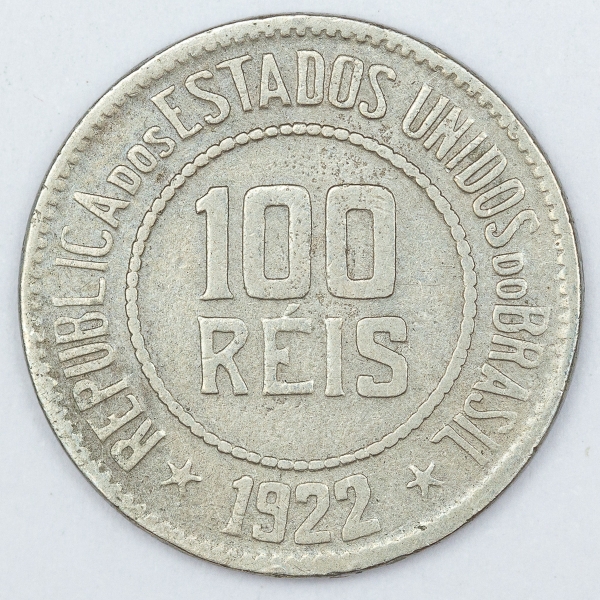 REPUBLICA DOS ESTADOS UNIDOS DO BRASIL
100
RÉIS
1922